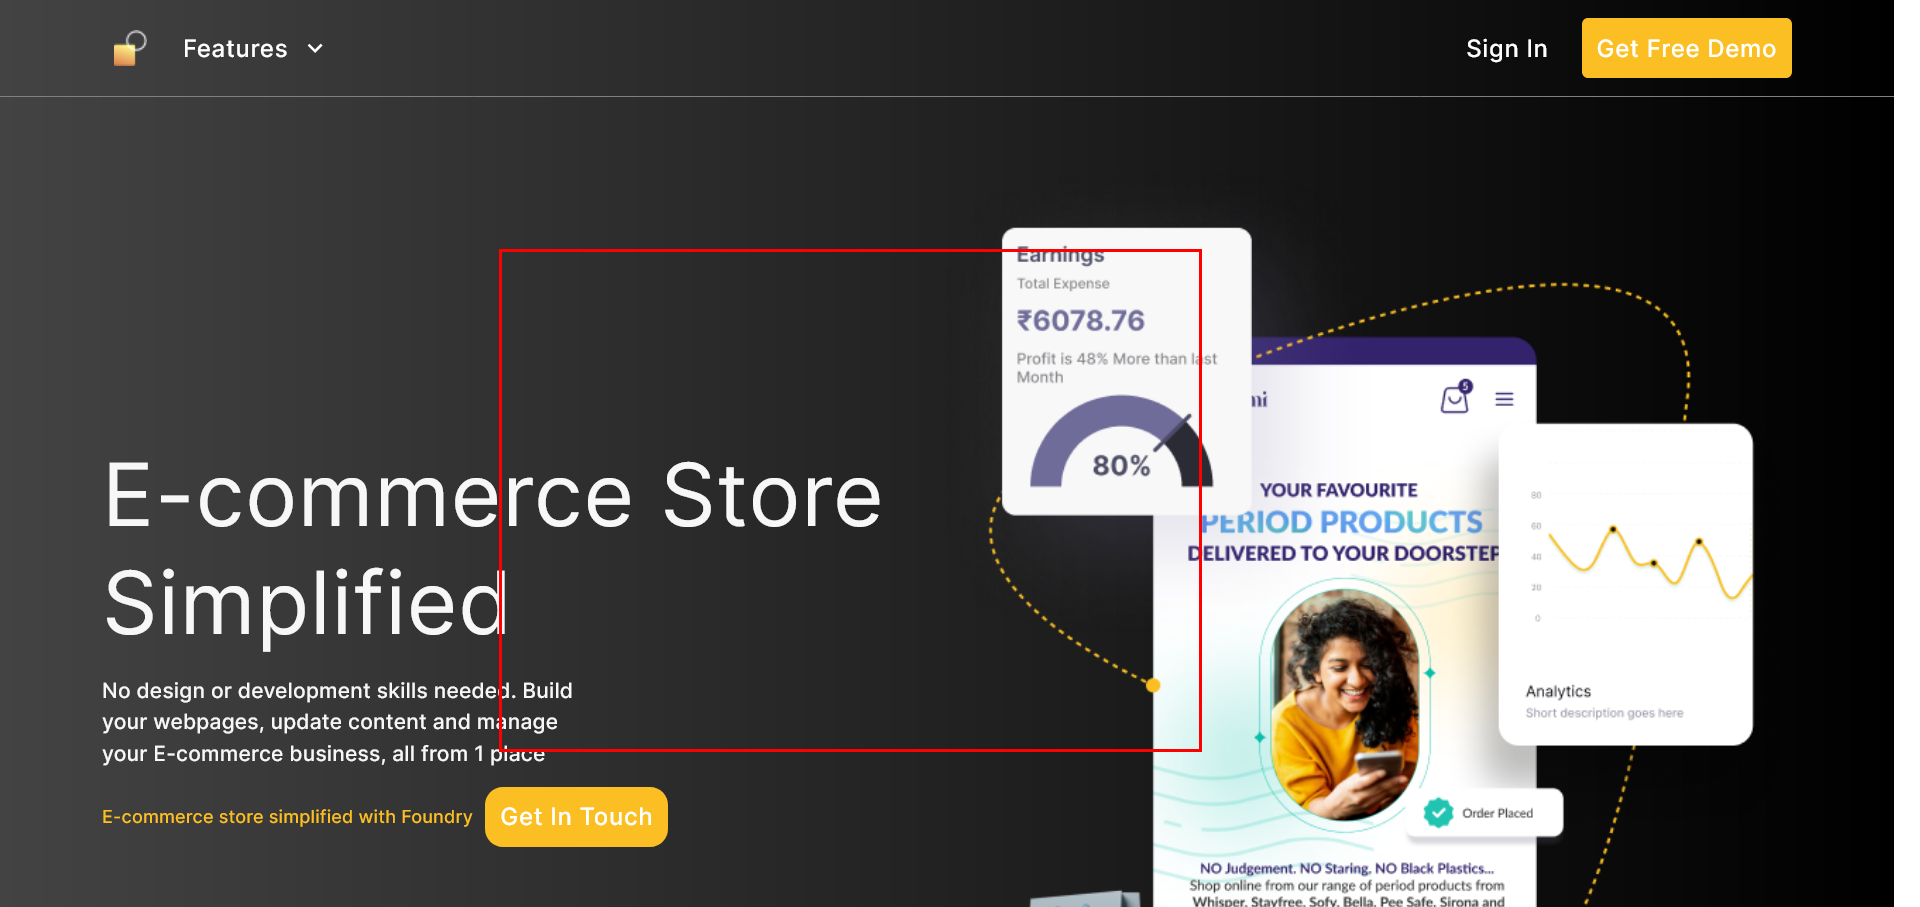 Features
Sign In
Get Free Demo
E-commerce Store
Simplified
No design or development skills needed. Build
your webpages, update content and manage
your E-commerce business, all from 1 place
E-commerce store simplified with Foundry
Get In Touch
Earnings
Total Expense
₹6078.76
Profit is 48% More than last
Month
80%
mi
5
YOUR FAVOURITE
PERIOD PRODUCTS
DELIVERED TO YOUR DOORSTEP
80
60
40
20
0
Analytics
Short description goes here
Order Placed
NO Judgement. NO Staring. NO Black Plastics...
Shop online from our range of period products from
Whisper, Stayfree, Sofy, Bella, Pee Safe, Sirona and